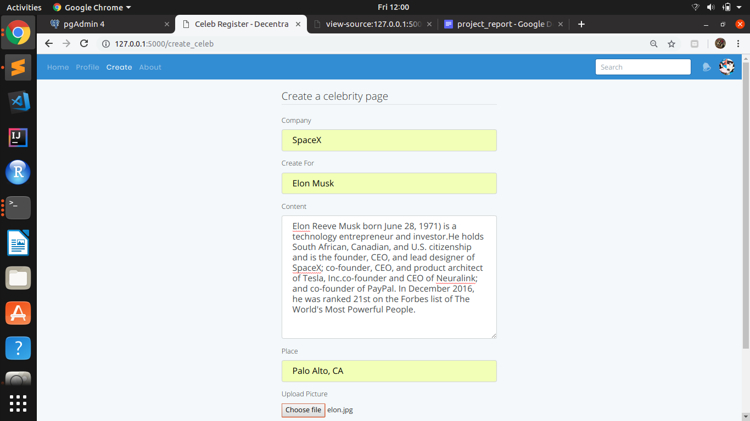 Activities
Google Chrome
Fri 12:00
pgAdmin 4
Celeb Register - Decentra
view-source:127.0.0.1:500
project_report - Google D
127.0.0.1:5000/create_celeb
Home Profile Create About
Search
Create a celebrity page
Company
SpaceX
Create For
Elon Musk
Content
Elon Reeve Musk born June 28, 1971) is a
technology entrepreneur and investor.He holds
South African, Canadian, and U.S. citizenship
and is the founder, CEO, and lead designer of
SpaceX; co-founder, CEO, and product architect
of Tesla, Inc.co-founder and CEO of Neuralink;
and co-founder of PayPal. In December 2016,
he was ranked 21st on the Forbes list of The
World's Most Powerful People.
Place
Palo Alto, CA
Upload Picture
Choose file elon.jpg